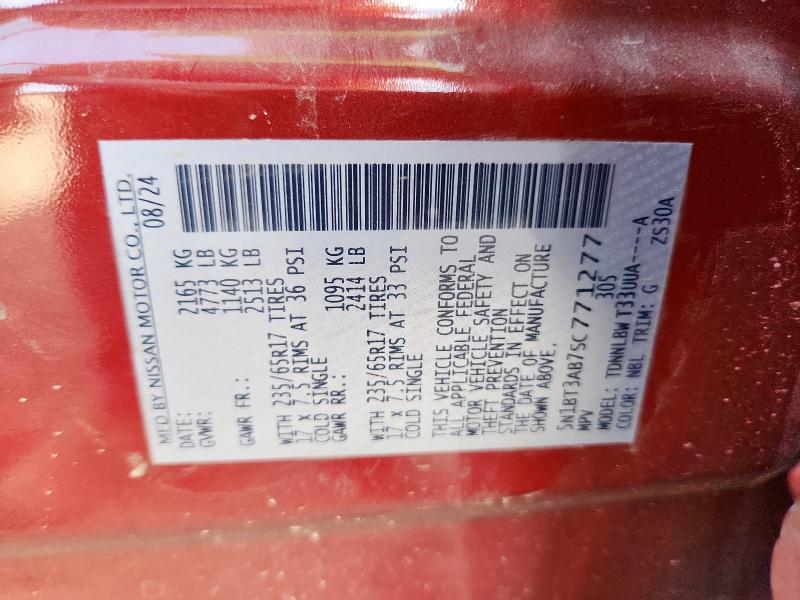 MFD BY NISSAN MOTOR CO., LTD.
DATE: 08/24
GVWR: 2165 KG
4773 LB
GAWR FR.: 1140 KG
2513 LB
WITH 235/65R17 TIRES
17 X 7.5 RIMS AT 36 PSI
COLD SINGLE
GAWR RR.: 1095 KG
2414 LB
WITH 235/65R17 TIRES
17 X 7.5 RIMS AT 33 PSI
COLD SINGLE
THIS VEHICLE CONFORMS TO
ALL APPLICABLE FEDERAL
MOTOR VEHICLE SAFETY AND
THEFT PREVENTION
STANDARDS IN EFFECT ON
THE DATE OF MANUFACTURE
SHOWN ABOVE.
5N1BT3AB7SC771277
MPV 305
MODEL: TDNNLBW T33UUA----A
COLOR: NBL TRIM: G ZS30A